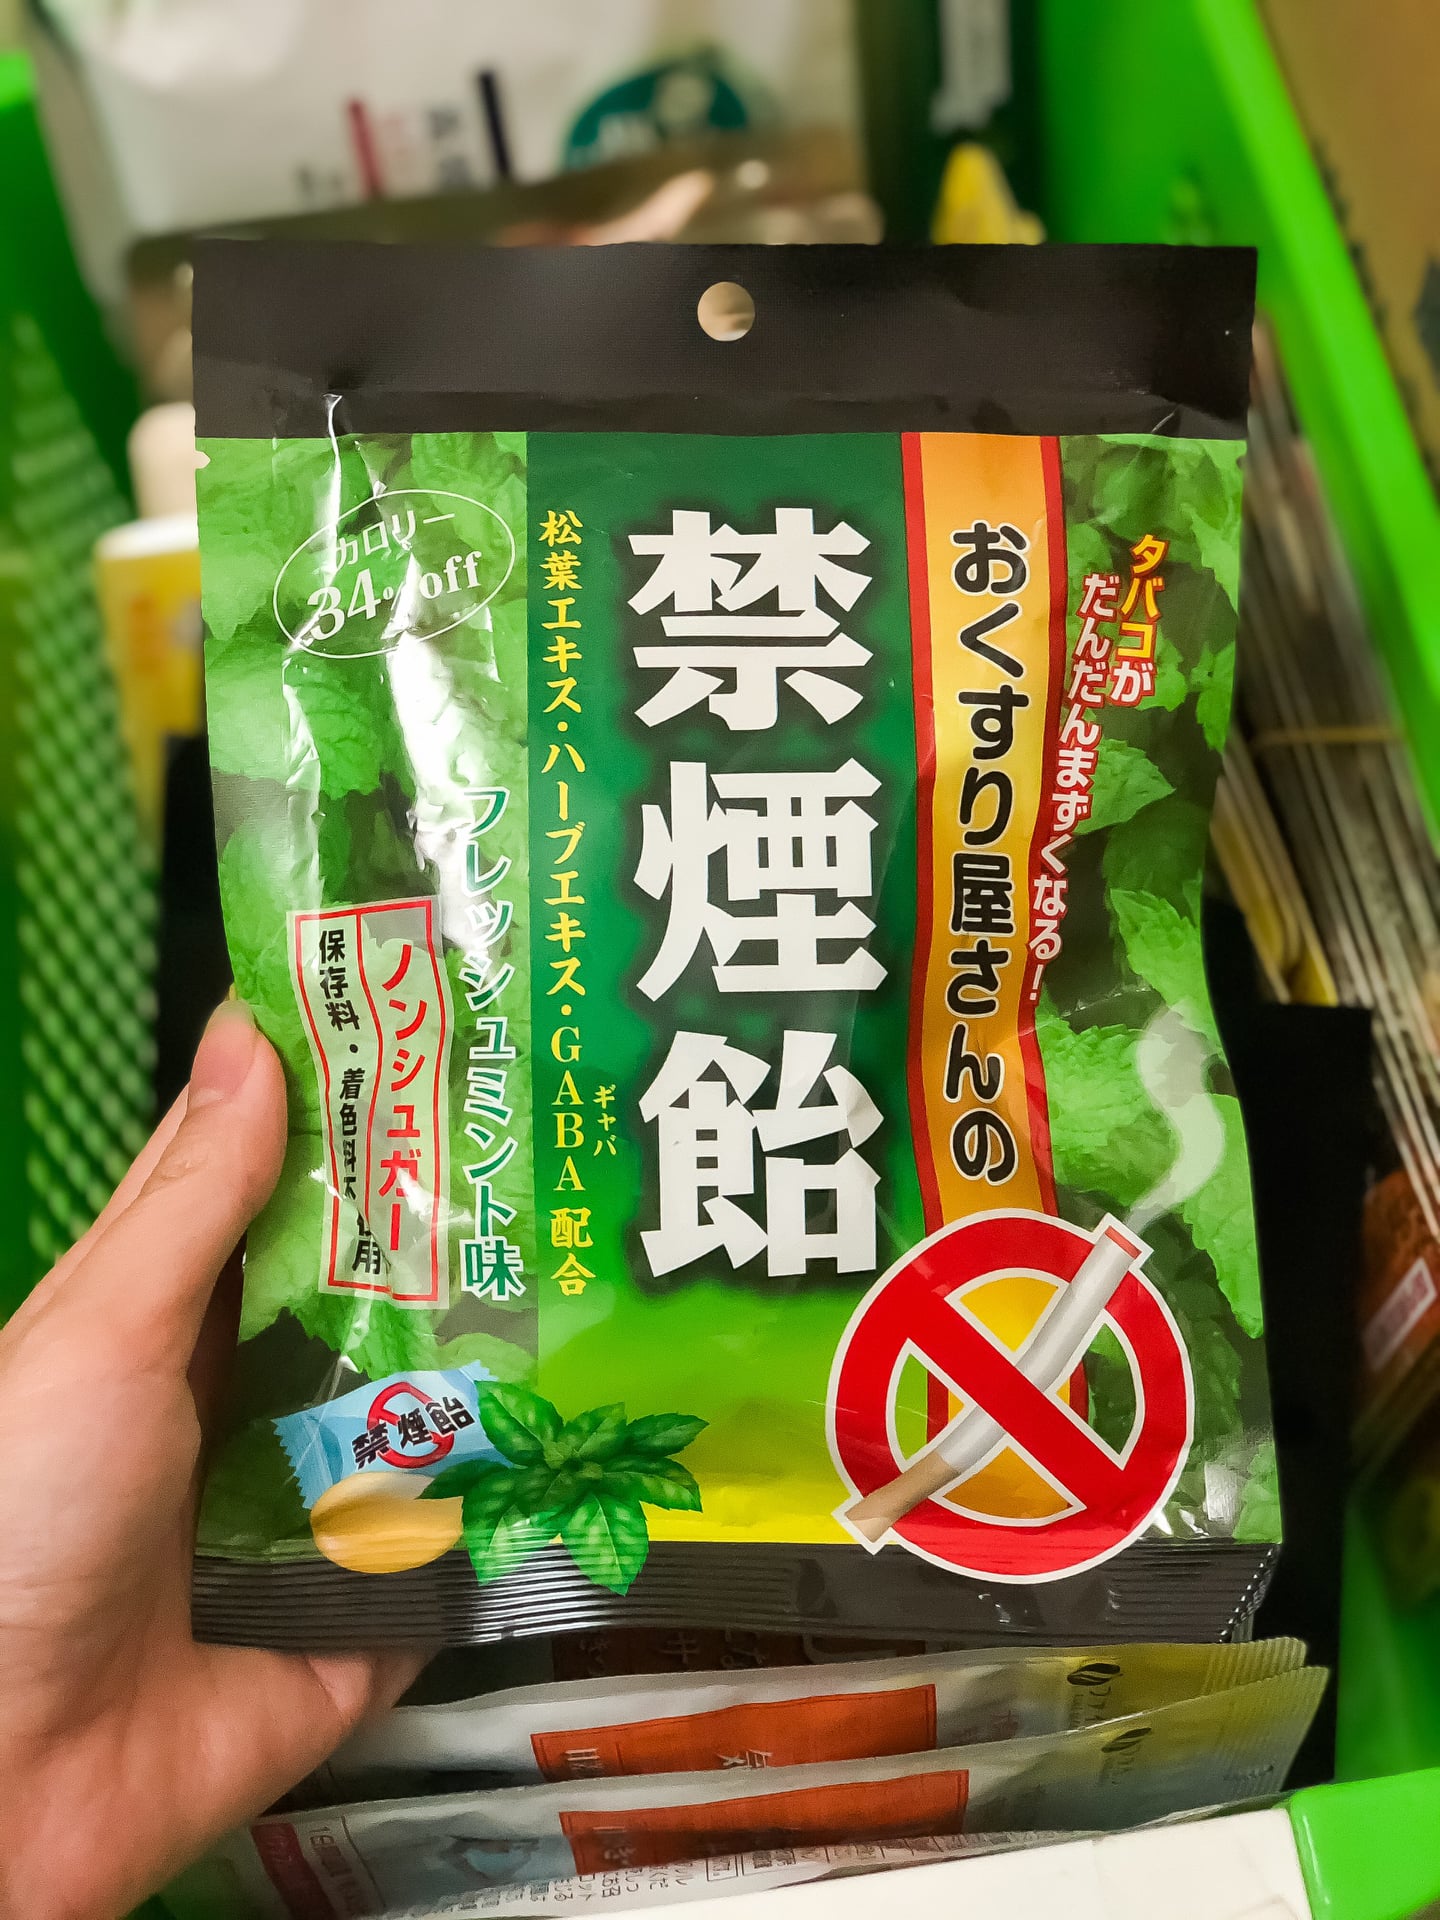 タバコが
だんだんまずくなる!
おくすり屋さんの
禁煙飴
松葉エキス・ハーブエキス・GABA配合
ギャバ
カロリー
34%off
フレッシュミント味
ノンシュガー
保存料・着色料不使用
禁煙飴